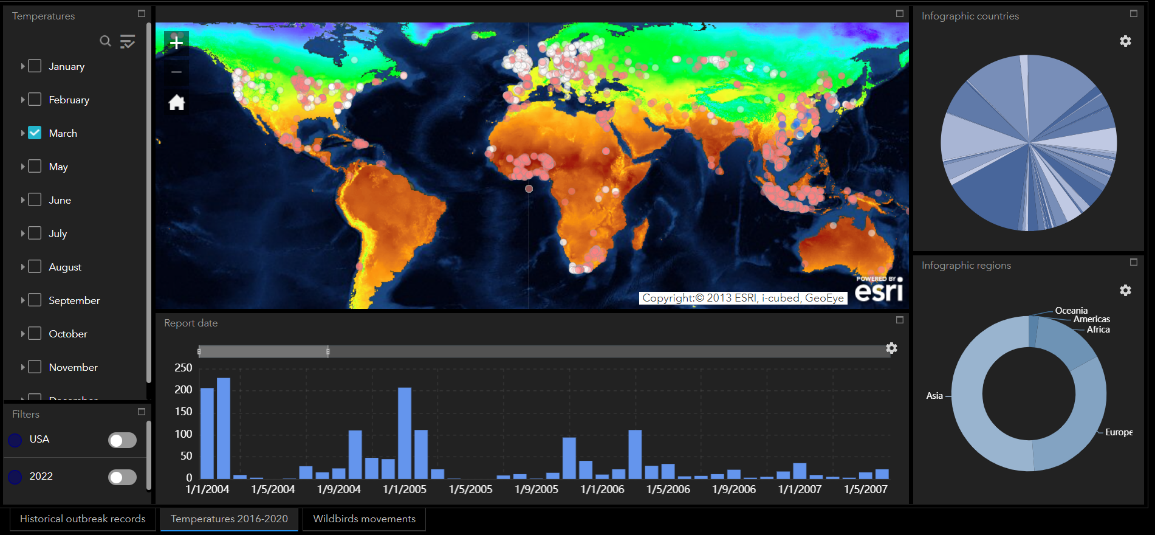 Temperatures
January
February
March
May
June
July
August
September
October
November
December
Filters
USA
2022
Copyright:© 2013 ESRI, i-cubed, GeoEye
POWERED BY
esri
Report date
250
200
150
100
50
0
1/1/2004
1/5/2004
1/9/2004
1/1/2005
1/5/2005
1/9/2005
1/1/2006
1/5/2006
1/9/2006
1/1/2007
1/5/2007
Infographic countries
Infographic regions
Oceania
Americas
Africa
Asia
Europe
Historical outbreak records
Temperatures 2016-2020
Wildbirds movements